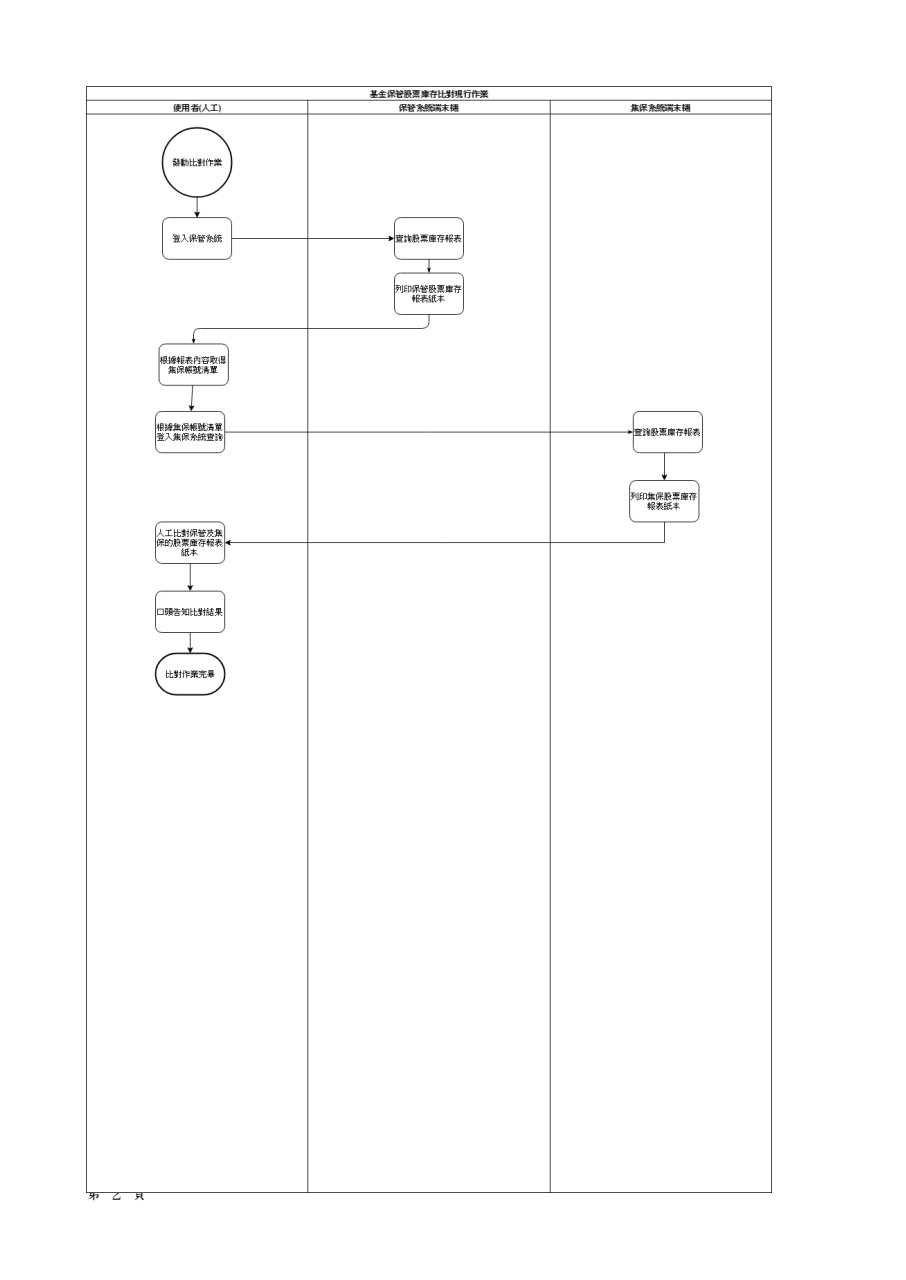 基金保管股票庫存比對現行作業
使用者(人工)
保管系統端末機
集保系統端末機
發動比對作業
登入保管系統
查詢股票庫存報表
列印保管股票庫存
報表紙本
根據報表內容取得
集保帳號清單
根據集保帳號清單
登入集保系統查詢
查詢股票庫存報表
列印集保股票庫存
報表紙本
人工比對保管及集
保的股票庫存報表
紙本
口頭告知比對結果
比對作業完畢
第 頁